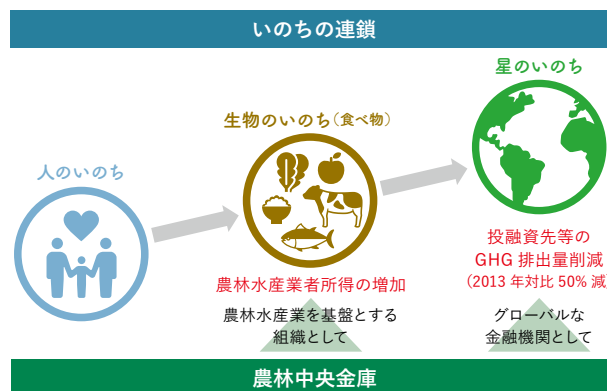 いのちの連鎖
星のいのち
生物のいのち（食べ物）
人のいのち
投融資先等の
GHG 排出量削減
（2013 年対比 50% 減）
農林水産業者所得の増加
農林水産業を基盤とする
組織として
グローバルな
金融機関として
農林中央金庫